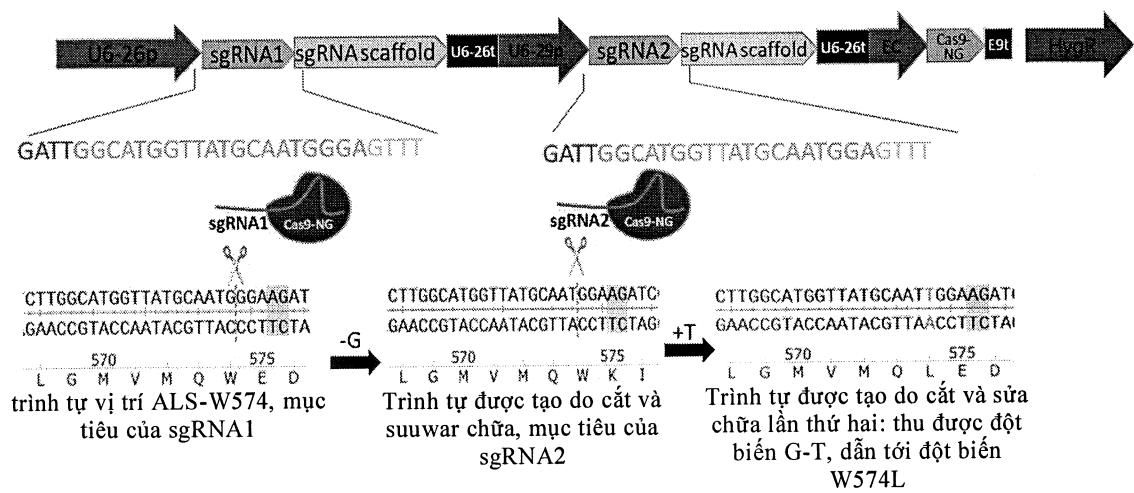 U6-26p sgRNA1 sgRNA scaffold U6-26t U6-29p sgRNA2 sgRNA scaffold U6-26t EC Cas9-NG E9t HygR
GATTGGCATGGTTATGCAATGGGAGTTT GATTGGCATGGTTATGCAATGGAGTTT
sgRNA1 Cas9-NG sgRNA2 Cas9-NG
CTTGGCATGGTTATGCAATGGGAAGAT CTTGGCATGGTTATGCAATGGAAGATC CTTGGCATGGTTATGCAATTGGAAGAT
GAACCGTACCAATACGTTACCCTTCTA GAACCGTACCAATACGTTACCTTCTAG GAACCGTACCAATACGTTAACCTTCTA
570 575 -G 570 575 +T 570 575
L G M V M Q W E D L G M V M Q W K I L G M V M Q L E D
trình tự vị trí ALS-W574, mục
tiêu của sgRNA1
Trình tự được tạo do cắt và
suuwar chữa, mục tiêu của
sgRNA2
Trình tự được tạo do cắt và sửa
chữa lần thứ hai: thu được đột
biến G-T, dẫn tới đột biến
W574L